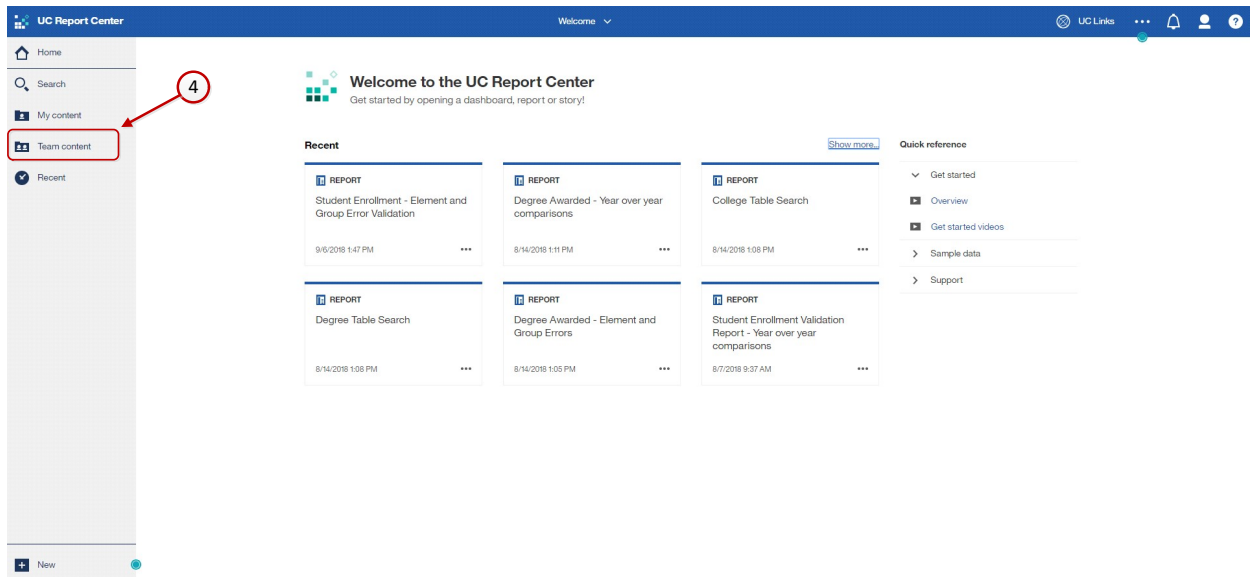 UC Report Center
Welcome
UC Links
Home
Search
My content
Team content
Recent
New
4
Welcome to the UC Report Center
Get started by opening a dashboard, report or story!
Recent
Show more...
REPORT
Student Enrollment - Element and
Group Error Validation
9/6/2018 1:47 PM
REPORT
Degree Awarded - Year over year
comparisons
8/14/2018 1:11 PM
REPORT
College Table Search
8/14/2018 1:08 PM
REPORT
Degree Table Search
8/14/2018 1:08 PM
REPORT
Degree Awarded - Element and
Group Errors
8/14/2018 1:05 PM
REPORT
Student Enrollment Validation
Report - Year over year
comparisons
8/7/2018 9:37 AM
Quick reference
Get started
Overview
Get started videos
Sample data
Support